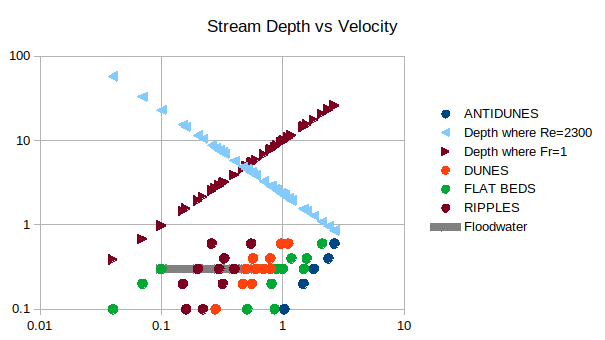 Stream Depth vs Velocity
100
10
1
0.1
0.01
0.1
1
10
ANTIDUNES
Depth where Re=2300
Depth where Fr=1
DUNES
FLAT BEDS
RIPPLES
Floodwater